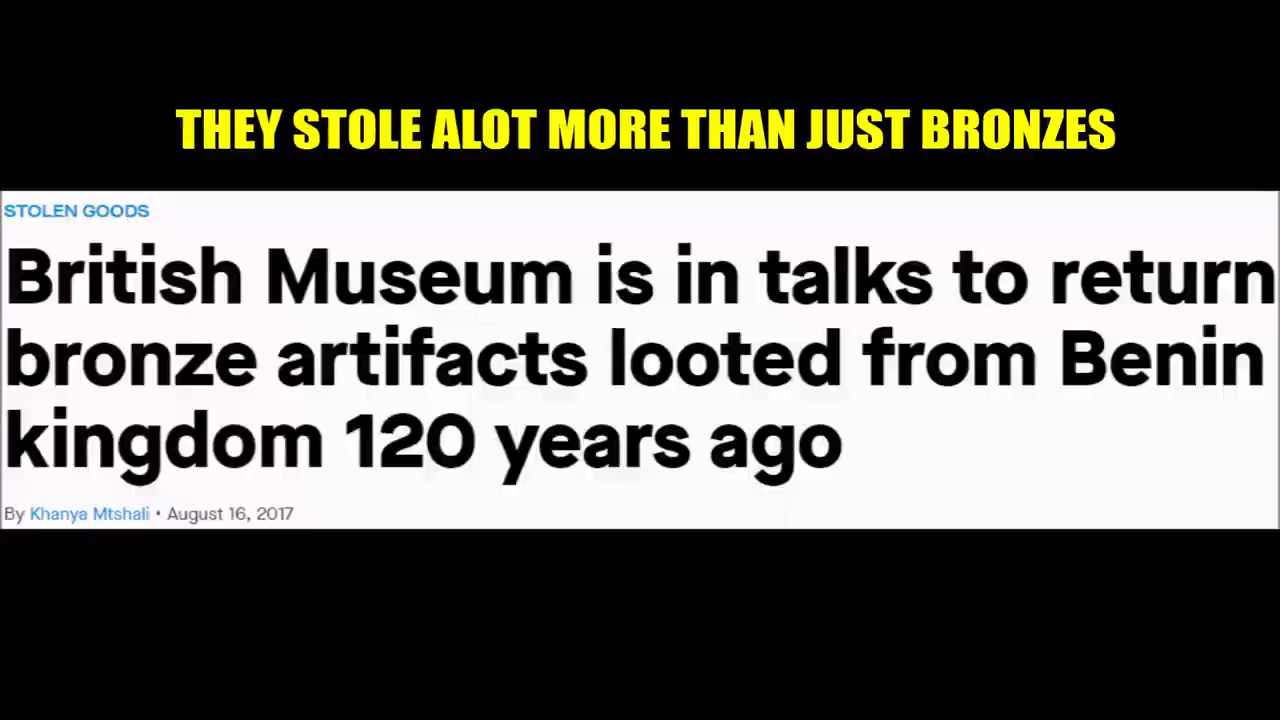 THEY STOLE ALOT MORE THAN JUST BRONZES
STOLEN GOODS
British Museum is in talks to return
bronze artifacts looted from Benin
kingdom 120 years ago
By Khanya Mtshali • August 16, 2017